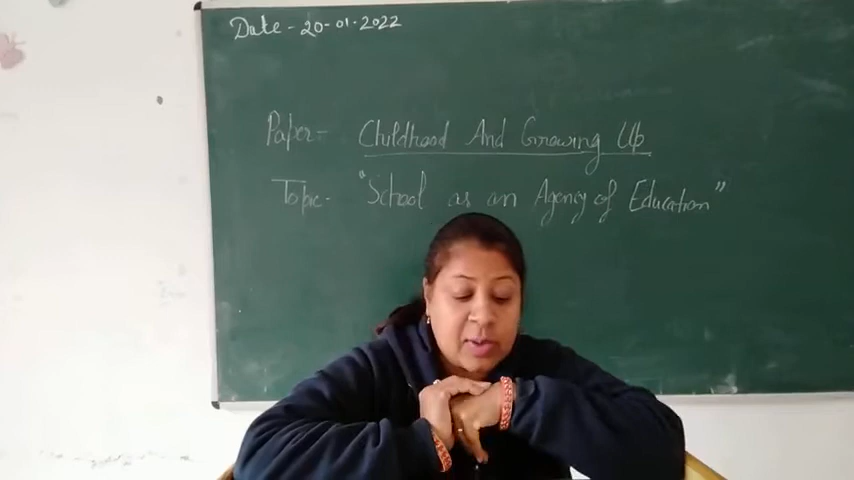 Date - 20-01-2022
Paper = Childhood And Growing Up
Topic - "School as an Agency of Education"